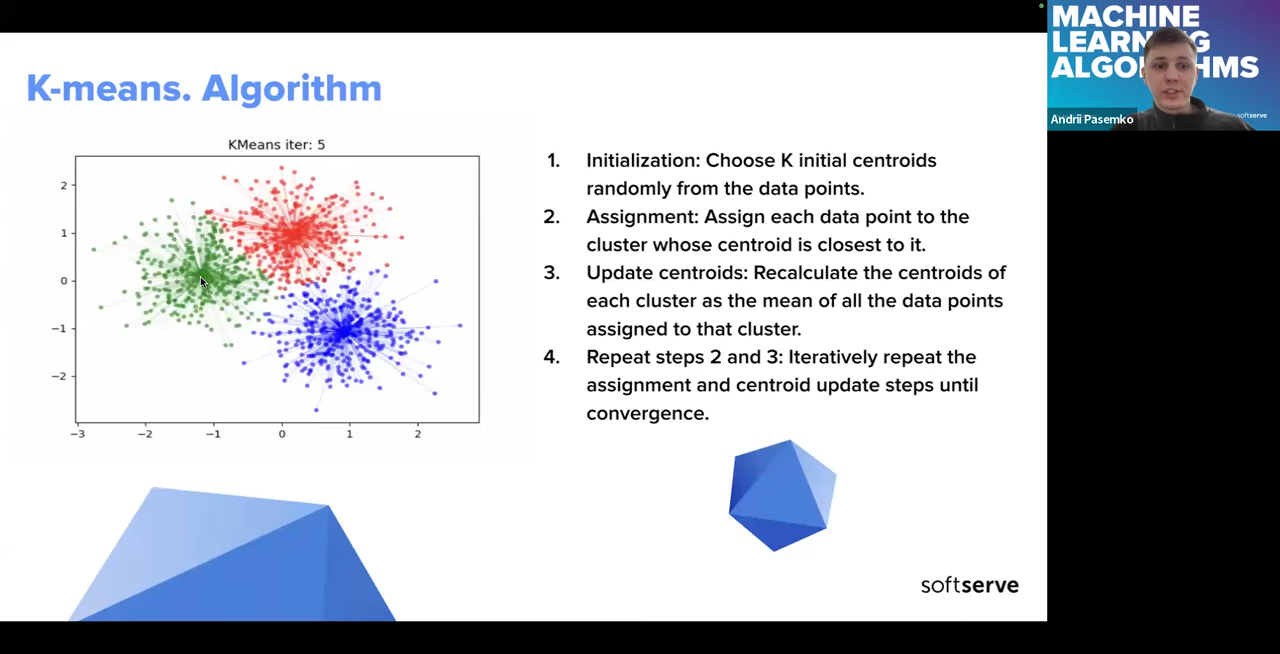 K-means. Algorithm
KMeans iter: 5
2
1
0
−1
−2
−3
−2
−1
0
1
2
1. Initialization: Choose K initial centroids
randomly from the data points.
2. Assignment: Assign each data point to the
cluster whose centroid is closest to it.
3. Update centroids: Recalculate the centroids of
each cluster as the mean of all the data points
assigned to that cluster.
4. Repeat steps 2 and 3: Iteratively repeat the
assignment and centroid update steps until
convergence.
softserve
MACHINE
LEARN G
ALGO HMS
Andrii Pasemko
softserve